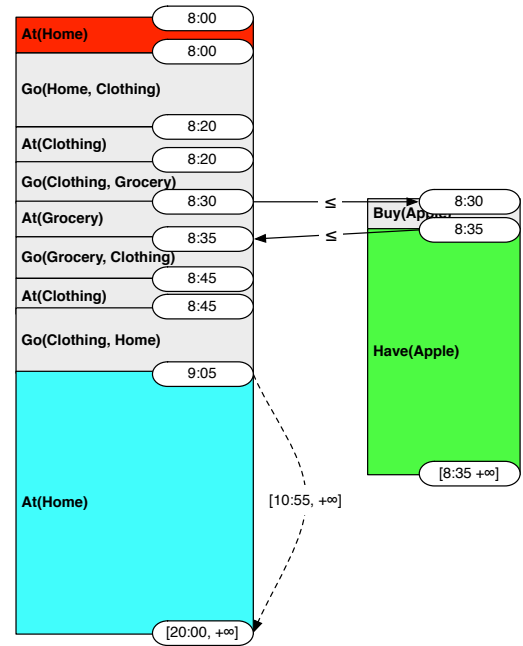 8:00
At(Home)
8:00
Go(Home, Clothing)
8:20
At(Clothing)
8:20
Go(Clothing, Grocery)
8:30
At(Grocery)
8:35
Go(Grocery, Clothing)
8:45
At(Clothing)
8:45
Go(Clothing, Home)
9:05
At(Home)
[20:00, +∞]
[10:55, +∞]
≤
≤
8:30
Buy(Apple)
8:35
Have(Apple)
[8:35 +∞]